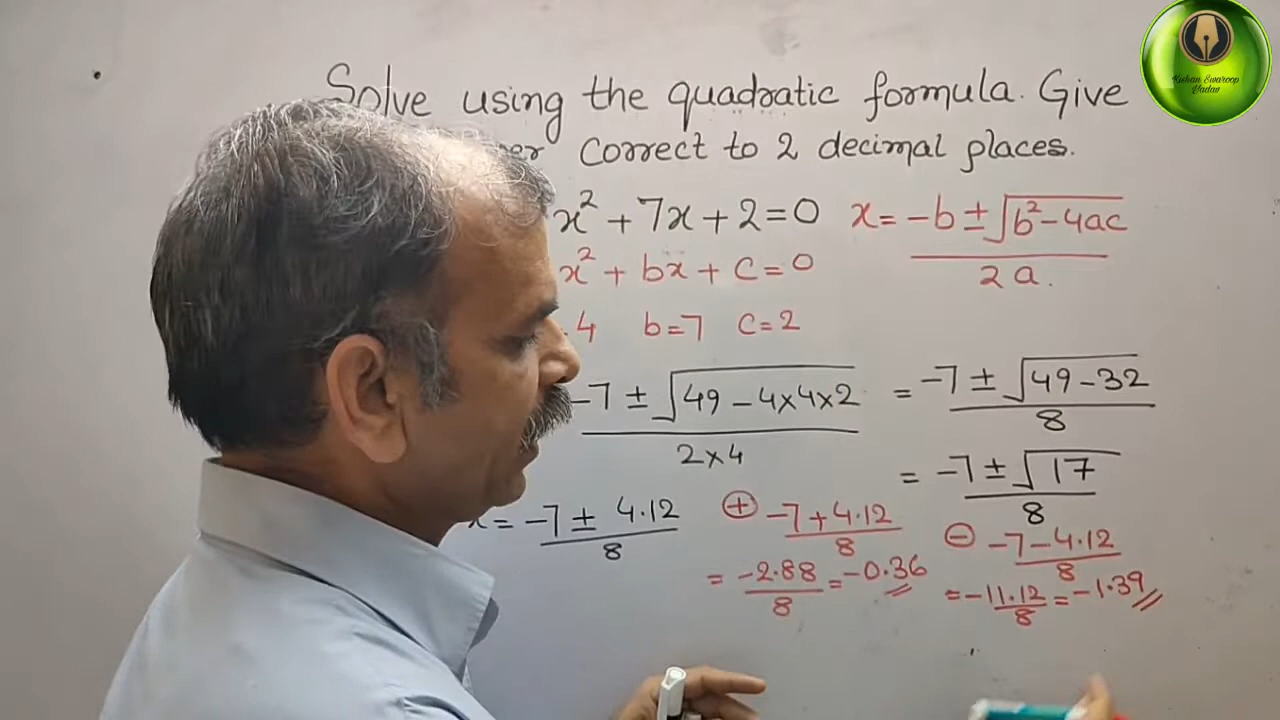 Solve using the quadratic formula. Give
correct to 2 decimal places.
x² + 7x + 2 = 0
x = -b ± √(b² - 4ac) / 2a.
x² + bx + c = 0
4 b = 7 c = 2
-7 ± √(49 - 4×4×2) / 2×4
= -7 ± √(49 - 32) / 8
= -7 ± √17 / 8
x = -7 ± 4.12 / 8
⊕ -7 + 4.12 / 8
= -2.88 / 8 = -0.36
⊖ -7 - 4.12 / 8
= -11.12 / 8 = -1.39
Kishan Swaroop
Yadav